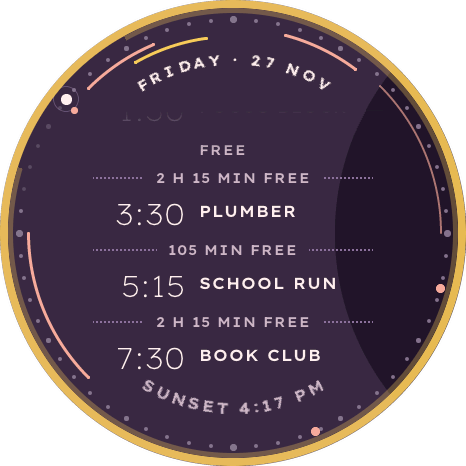 FRIDAY · 27 NOV
FREE
2 H 15 MIN FREE
3:30 PLUMBER
105 MIN FREE
5:15 SCHOOL RUN
2 H 15 MIN FREE
7:30 BOOK CLUB
SUNSET 4:17 PM